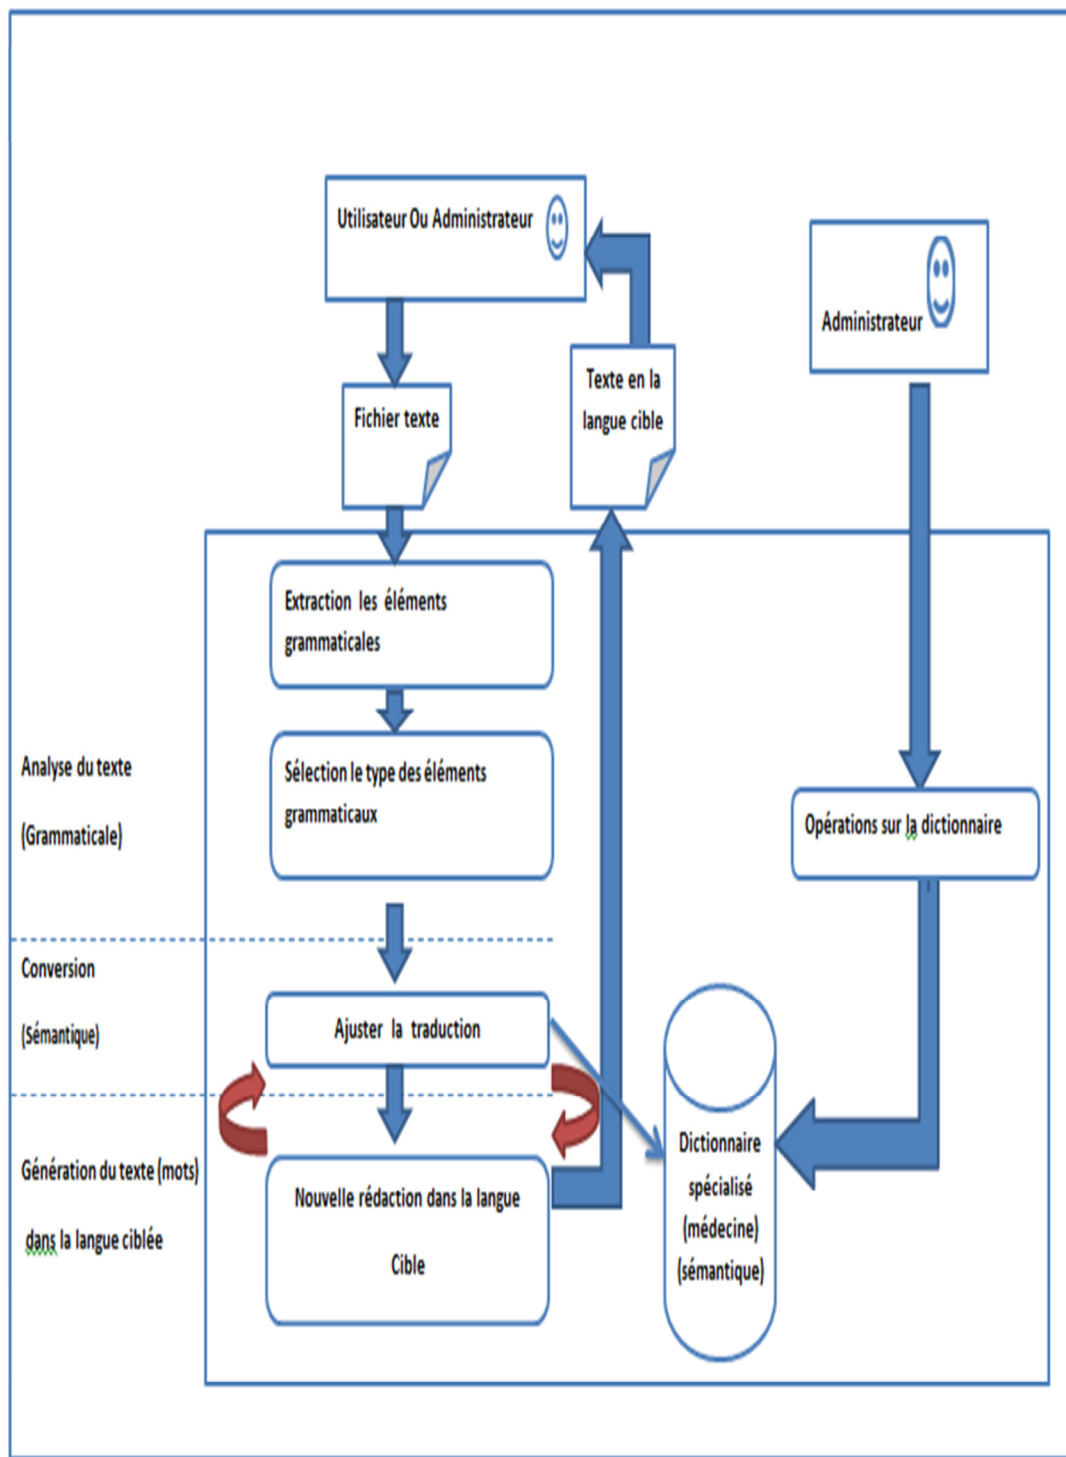 Utilisateur Ou Administrateur
Administrateur
Fichier texte
Texte en la
langue cible
Extraction les éléments
grammaticales
Analyse du texte
(Grammaticale)
Sélection le type des éléments
grammaticaux
Opérations sur la dictionnaire
Conversion
(Sémantique)
Ajuster la traduction
Génération du texte (mots)
dans la langue ciblée
Nouvelle rédaction dans la langue
Cible
Dictionnaire
spécialisé
(médecine)
(sémantique)